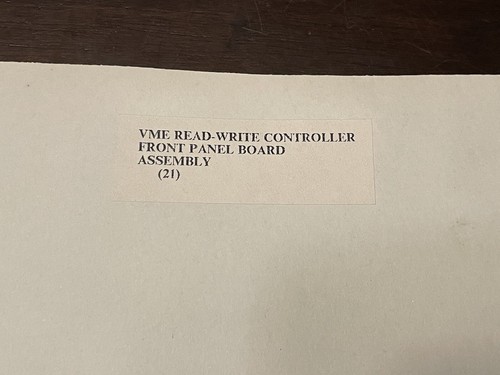 VME READ-WRITE CONTROLLER
FRONT PANEL BOARD
ASSEMBLY
(21)